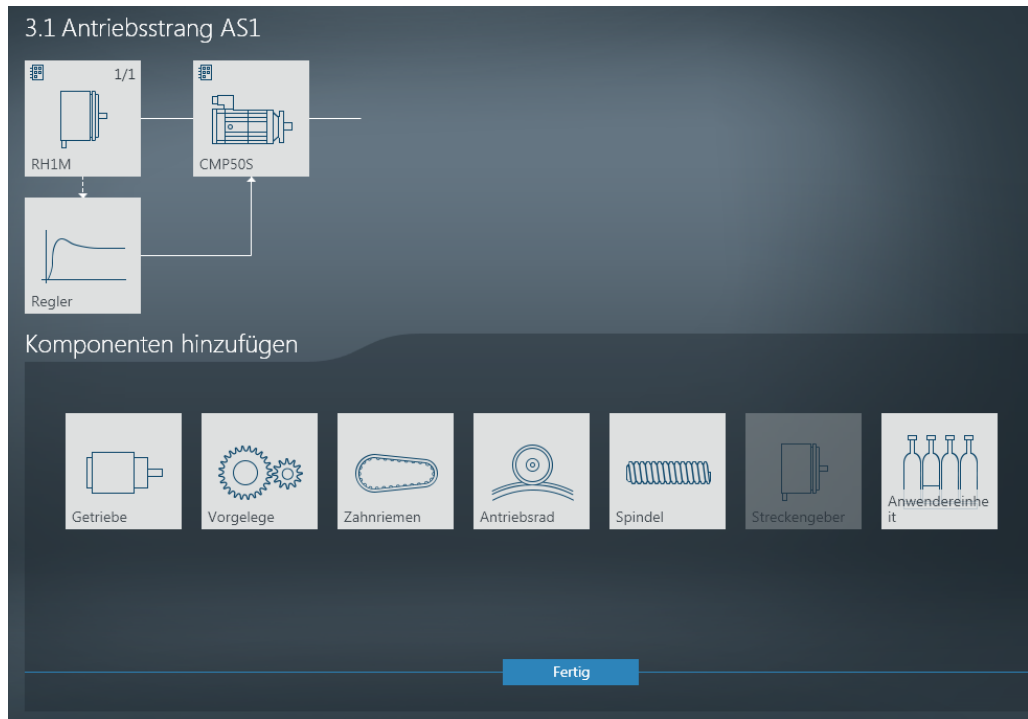 3.1 Antriebsstrang AS1
1/1
RH1M
CMP50S
Regler
Komponenten hinzufügen
Getriebe
Vorgelege
Zahnriemen
Antriebsrad
Spindel
Streckengeber
Anwendereinhe
it
Fertig